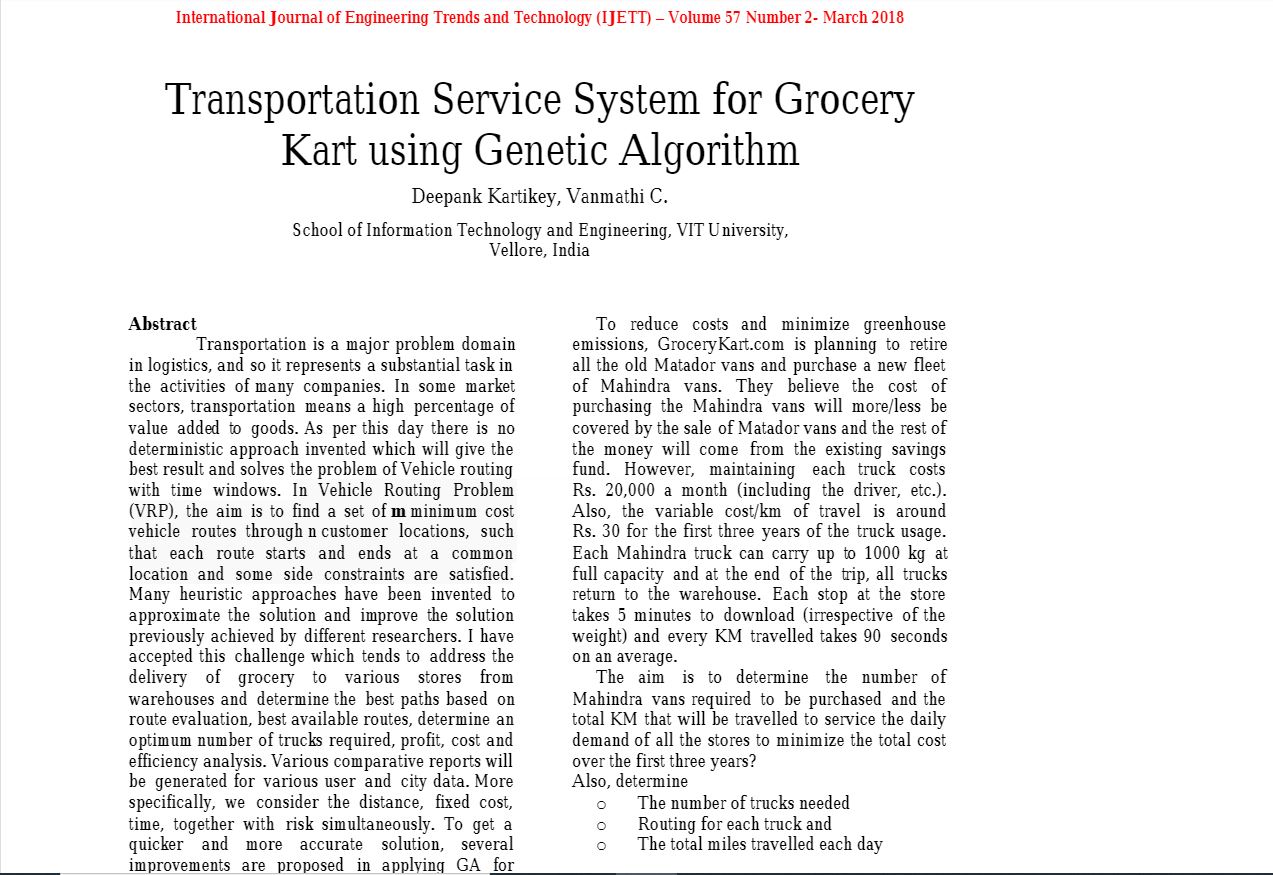 International Journal of Engineering Trends and Technology (IJETT) – Volume 57 Number 2- March 2018
Transportation Service System for Grocery
Kart using Genetic Algorithm
Deepank Kartikey, Vanmathi C.
School of Information Technology and Engineering, VIT University,
Vellore, India
Abstract
Transportation is a major problem domain
in logistics, and so it represents a substantial task in
the activities of many companies. In some market
sectors, transportation means a high percentage of
value added to goods. As per this day there is no
deterministic approach invented which will give the
best result and solves the problem of Vehicle routing
with time windows. In Vehicle Routing Problem
(VRP), the aim is to find a set of m minimum cost
vehicle routes through n customer locations, such
that each route starts and ends at a common
location and some side constraints are satisfied.
Many heuristic approaches have been invented to
approximate the solution and improve the solution
previously achieved by different researchers. I have
accepted this challenge which tends to address the
delivery of grocery to various stores from
warehouses and determine the best paths based on
route evaluation, best available routes, determine an
optimum number of trucks required, profit, cost and
efficiency analysis. Various comparative reports will
be generated for various user and city data. More
specifically, we consider the distance, fixed cost,
time, together with risk simultaneously. To get a
quicker and more accurate solution, several
improvements are proposed in applying GA for
To reduce costs and minimize greenhouse
emissions, GroceryKart.com is planning to retire
all the old Matador vans and purchase a new fleet
of Mahindra vans. They believe the cost of
purchasing the Mahindra vans will more/less be
covered by the sale of Matador vans and the rest of
the money will come from the existing savings
fund. However, maintaining each truck costs
Rs. 20,000 a month (including the driver, etc.).
Also, the variable cost/km of travel is around
Rs. 30 for the first three years of the truck usage.
Each Mahindra truck can carry up to 1000 kg at
full capacity and at the end of the trip, all trucks
return to the warehouse. Each stop at the store
takes 5 minutes to download (irrespective of the
weight) and every KM travelled takes 90 seconds
on an average.
The aim is to determine the number of
Mahindra vans required to be purchased and the
total KM that will be travelled to service the daily
demand of all the stores to minimize the total cost
over the first three years?
Also, determine
o The number of trucks needed
o Routing for each truck and
o The total miles travelled each day